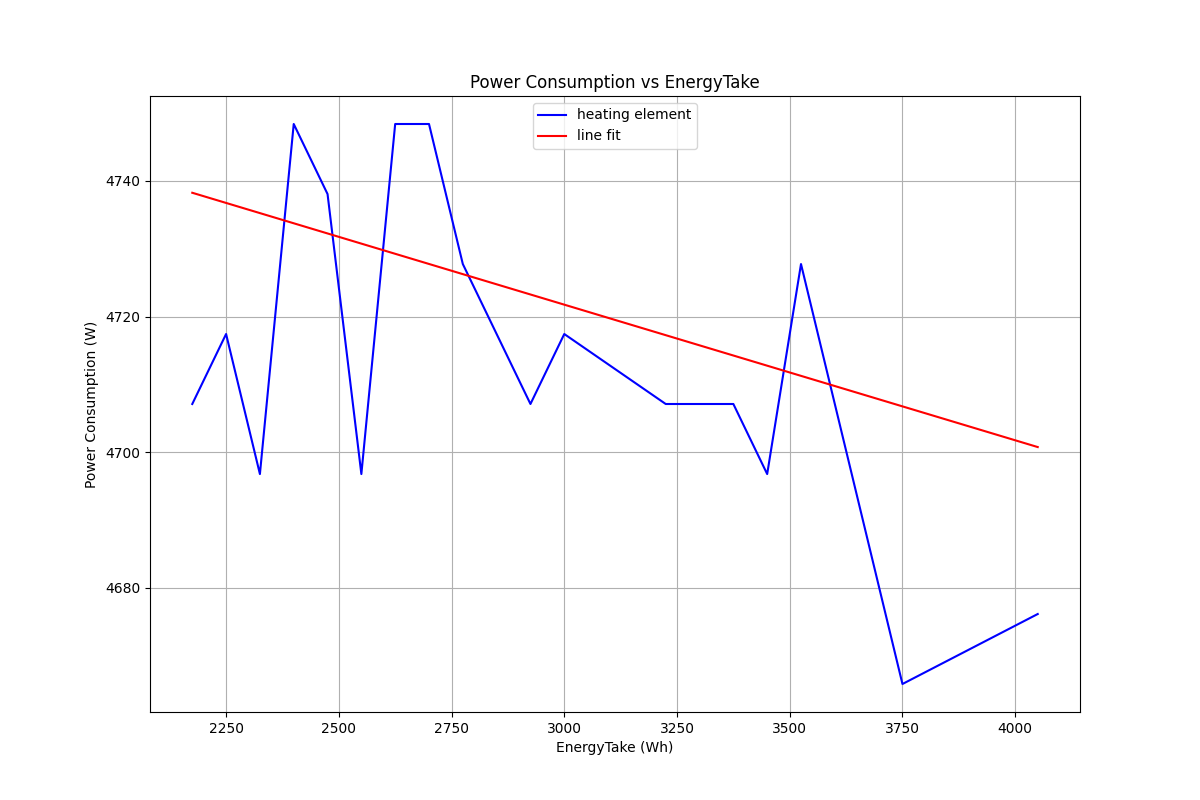 Power Consumption vs EnergyTake
heating element
line fit
4740
4720
4700
4680
Power Consumption (W)
2250 2500 2750 3000 3250 3500 3750 4000
EnergyTake (Wh)